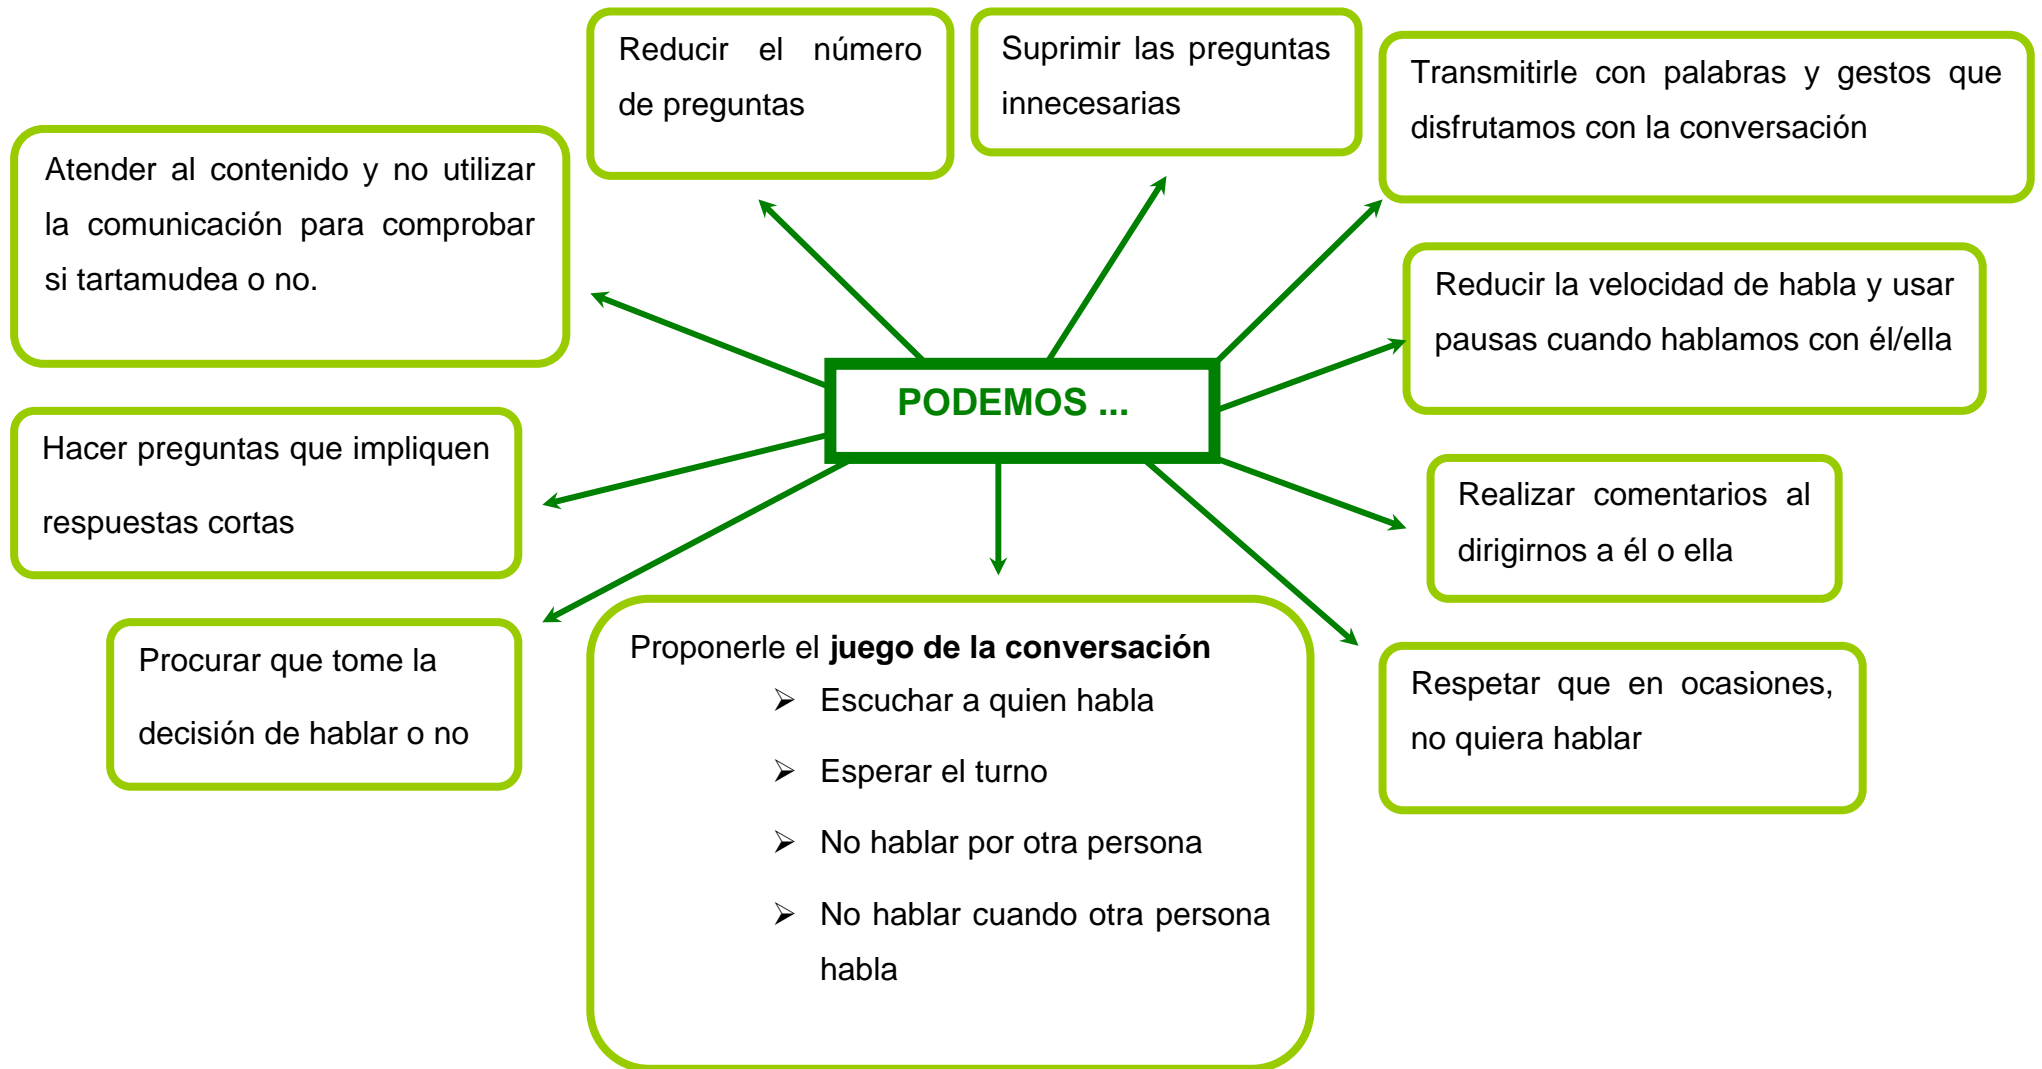 Reducir el número
de preguntas
Suprimir las preguntas
innecesarias
Transmitirle con palabras y gestos que
disfrutamos con la conversación
Atender al contenido y no utilizar
la comunicación para comprobar
si tartamudea o no.
Reducir la velocidad de habla y usar
pausas cuando hablamos con él/ella
PODEMOS ...
Hacer preguntas que impliquen
respuestas cortas
Realizar comentarios al
dirigirnos a él o ella
Procurar que tome la
decisión de hablar o no
Proponerle el juego de la conversación
➢ Escuchar a quien habla
➢ Esperar el turno
➢ No hablar por otra persona
➢ No hablar cuando otra persona
habla
Respetar que en ocasiones,
no quiera hablar